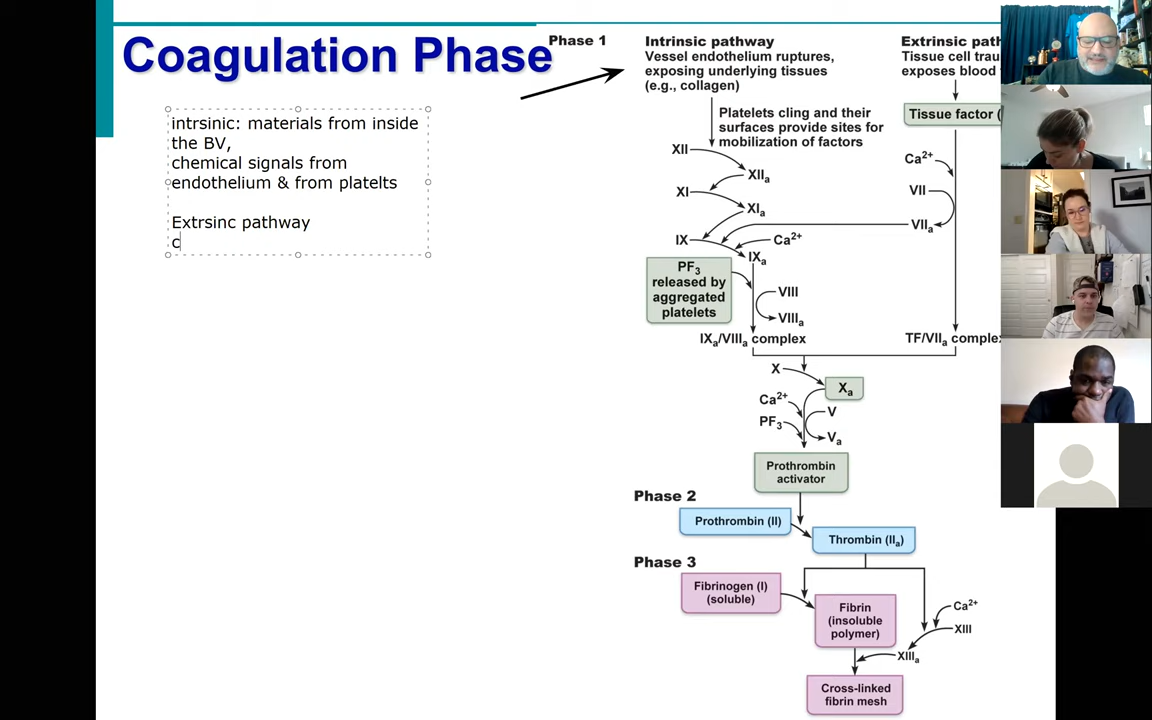 Coagulation Phase
intrsinic: materials from inside
the BV,
chemical signals from
endothelium & from platelts
Extrsinc pathway
c
Phase 1
Intrinsic pathway
Vessel endothelium ruptures,
exposing underlying tissues
(e.g., collagen)
Extrinsic path
Tissue cell trau
exposes blood
Platelets cling and their
surfaces provide sites for
mobilization of factors
Tissue factor (
XII
XIIa
XI
XIa
IX
Ca2+
IXa
Ca2+
VII
VIIa
PF3
released by
aggregated
platelets
VIII
VIIIa
IXa/VIIIa complex
TF/VIIa complex
X
Xa
Ca2+
PF3
V
Va
Prothrombin
activator
Phase 2
Prothrombin (II)
Thrombin (IIa)
Phase 3
Fibrinogen (I)
(soluble)
Fibrin
(insoluble
polymer)
Ca2+
XIII
XIIIa
Cross-linked
fibrin mesh